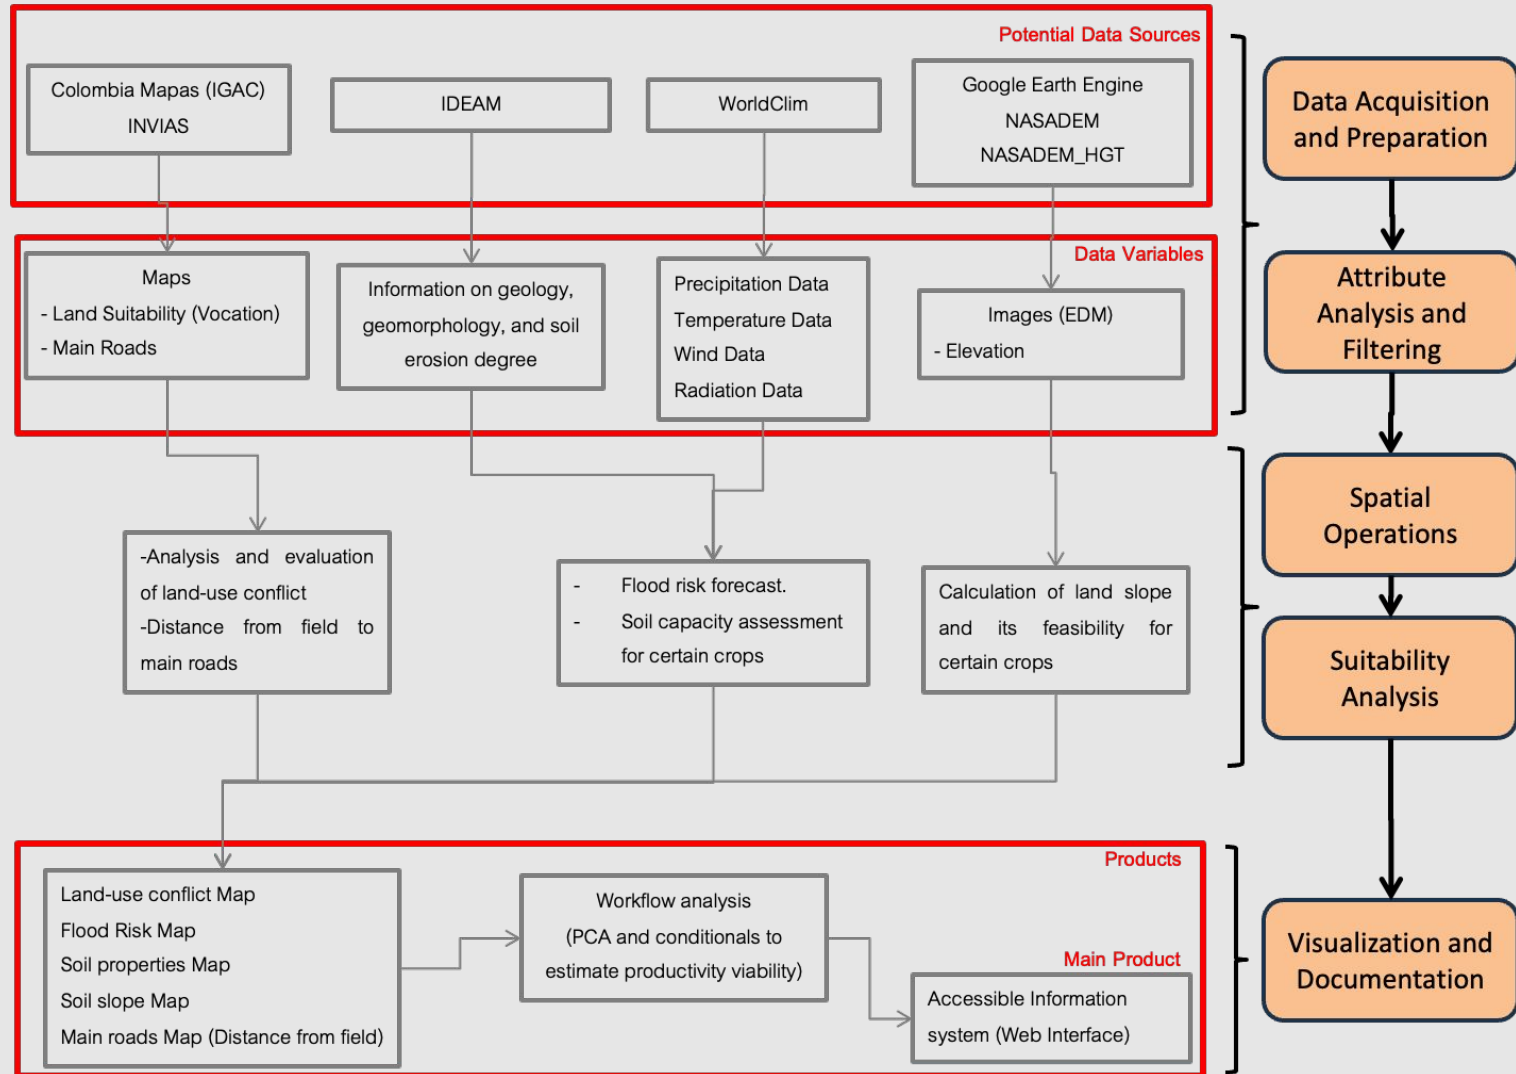 Potential Data Sources
Colombia Mapas (IGAC)
INVIAS
IDEAM
WorldClim
Google Earth Engine
NASADEM
NASADEM_HGT
Data Acquisition
and Preparation
Data Variables
Maps
- Land Suitability (Vocation)
- Main Roads
Information on geology,
geomorphology, and soil
erosion degree
Precipitation Data
Temperature Data
Wind Data
Radiation Data
Images (EDM)
- Elevation
Attribute
Analysis and
Filtering
-Analysis and evaluation
of land-use conflict
-Distance from field to
main roads
- Flood risk forecast.
- Soil capacity assessment
for certain crops
Calculation of land slope
and its feasibility for
certain crops
Spatial
Operations
Suitability
Analysis
Products
Land-use conflict Map
Flood Risk Map
Soil properties Map
Soil slope Map
Main roads Map (Distance from field)
Workflow analysis
(PCA and conditionals to
estimate productivity viability)
Main Product
Accessible Information
system (Web Interface)
Visualization and
Documentation